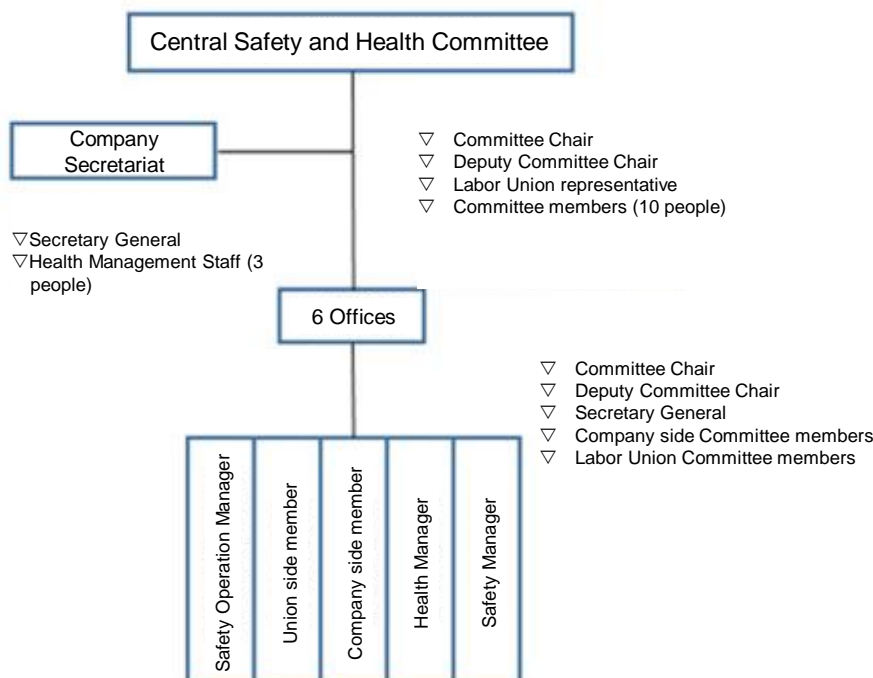 Central Safety and Health Committee
Company
Secretariat
▽ Committee Chair
▽ Deputy Committee Chair
▽ Labor Union representative
▽ Committee members (10 people)
▽Secretary General
▽Health Management Staff (3
people)
6 Offices
▽ Committee Chair
▽ Deputy Committee Chair
▽ Secretary General
▽ Company side Committee members
▽ Labor Union Committee members
Safety Operation Manager
Union side member
Company side member
Health Manager
Safety Manager